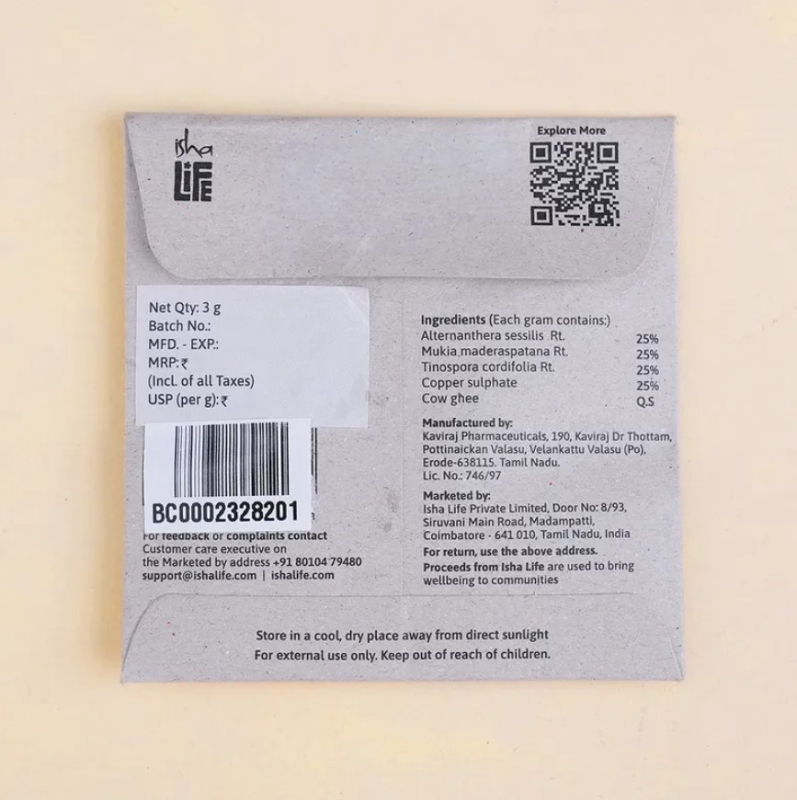 isha
LIFE
Explore More
Net Qty: 3 g
Batch No.:
MFD. - EXP.:
MRP:₹
(Incl. of all Taxes)
USP (per g):₹
BC0002328201
For feedback or complaints contact
Customer care executive on
the Marketed by address +91 80104 79480
support@ishalife.com | ishalife.com
Ingredients (Each gram contains:)
Alternanthera sessilis Rt. 25%
Mukia maderaspatana Rt. 25%
Tinospora cordifolia Rt. 25%
Copper sulphate 25%
Cow ghee Q.S
Manufactured by:
Kaviraj Pharmaceuticals, 190, Kaviraj Dr Thottam,
Pottinaickan Valasu, Velankattu Valasu (Po),
Erode-638115. Tamil Nadu.
Lic. No.: 746/97
Marketed by:
Isha Life Private Limited, Door No: 8/93,
Siruvani Main Road, Madampatti,
Coimbatore - 641 010, Tamil Nadu, India
For return, use the above address.
Proceeds from Isha Life are used to bring
wellbeing to communities
Store in a cool, dry place away from direct sunlight
For external use only. Keep out of reach of children.